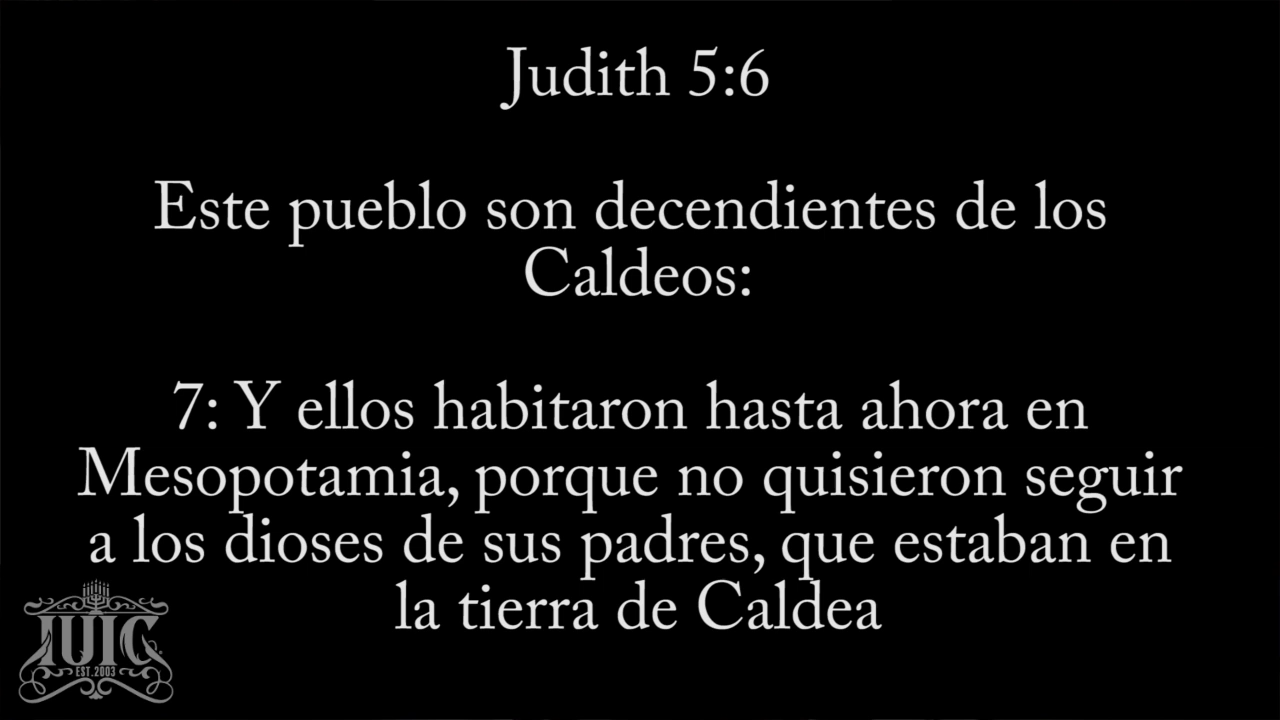 Judith 5:6
Este pueblo son decendientes de los
Caldeos:
7: Y ellos habitaron hasta ahora en
Mesopotamia, porque no quisieron seguir
a los dioses de sus padres, que estaban en
la tierra de Caldea
IUIC
EST.2003